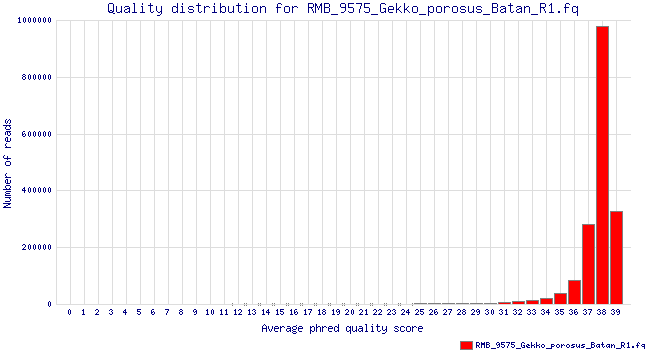 Quality distribution for RMB_9575_Gekko_porosus_Batan_R1.fq
1000000
800000
600000
400000
200000
0
Number of reads
0 1 2 3 4 5 6 7 8 9 10 11 12 13 14 15 16 17 18 19 20 21 22 23 24 25 26 27 28 29 30 31 32 33 34 35 36 37 38 39
Average phred quality score
RMB_9575_Gekko_porosus_Batan_R1.fq